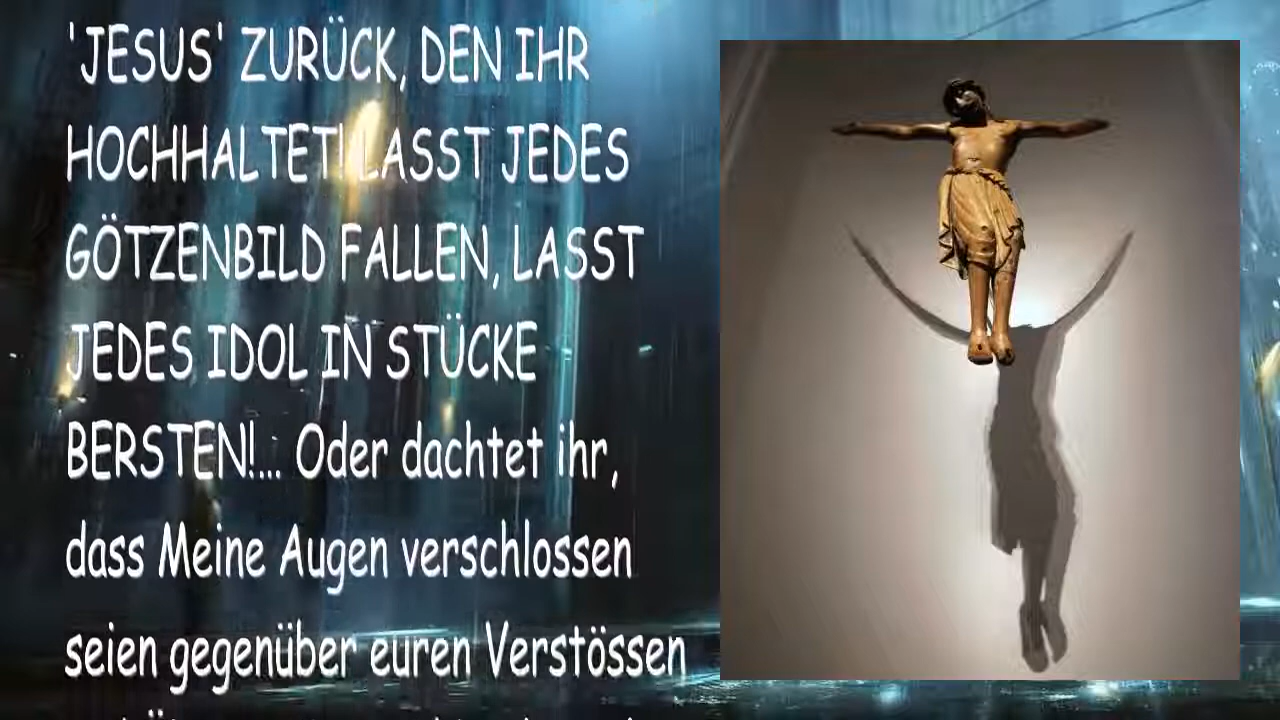 'JESUS' ZURÜCK, DEN IHR
HOCHHALTET! LASST JEDES
GÖTZENBILD FALLEN, LASST
JEDES IDOL IN STÜCKE
BERSTEN!... Oder dachtet ihr,
dass Meine Augen verschlossen
seien gegenüber euren Verstössen